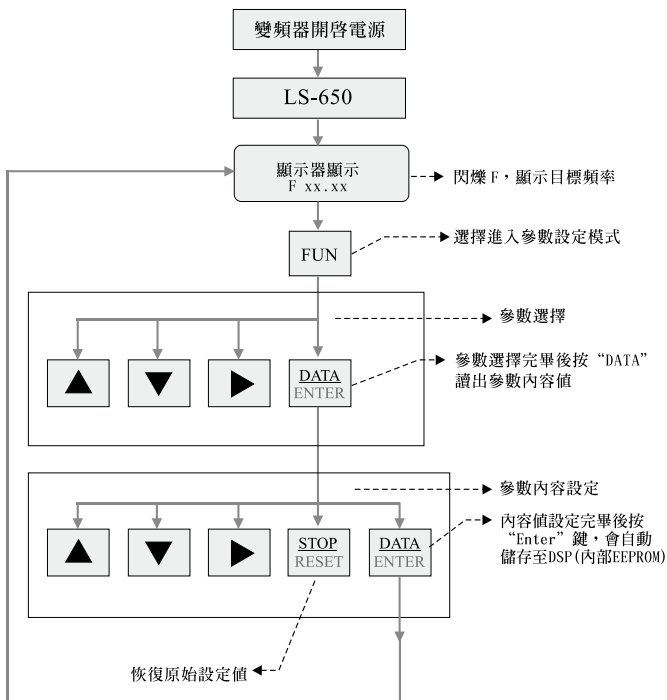 變頻器開啓電源
LS-650
顯示器顯示
F xx.xx
閃爍 F，顯示目標頻率
FUN
選擇進入參數設定模式
參數選擇
DATA
ENTER
參數選擇完畢後按 “DATA”
讀出參數內容值
參數內容設定
STOP
RESET
DATA
ENTER
內容值設定完畢後按
“Enter” 鍵，會自動
儲存至DSP(內部EEPROM)
恢復原始設定值